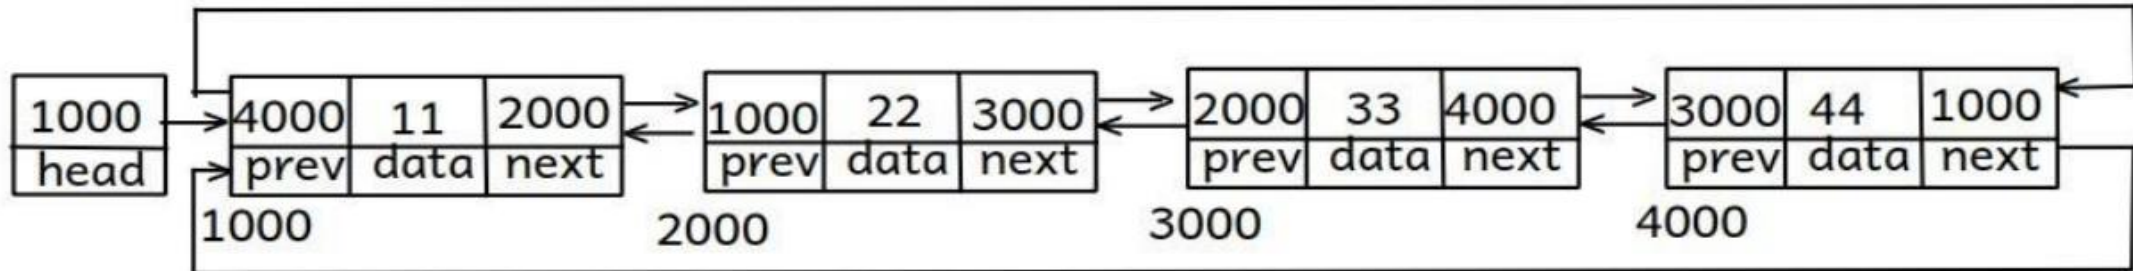 1000 4000 11 2000 1000 22 3000 2000 33 4000 3000 44 1000
head prev data next prev data next prev data next prev data next
1000 2000 3000 4000